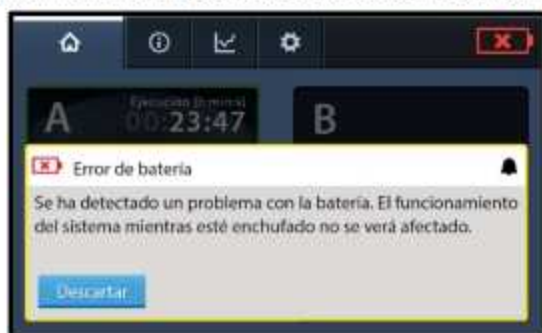 A
Ejecución (h:min:s)
00:23:47
B
Error de batería
Se ha detectado un problema con la batería. El funcionamiento
del sistema mientras esté enchufado no se verá afectado.
Descartar